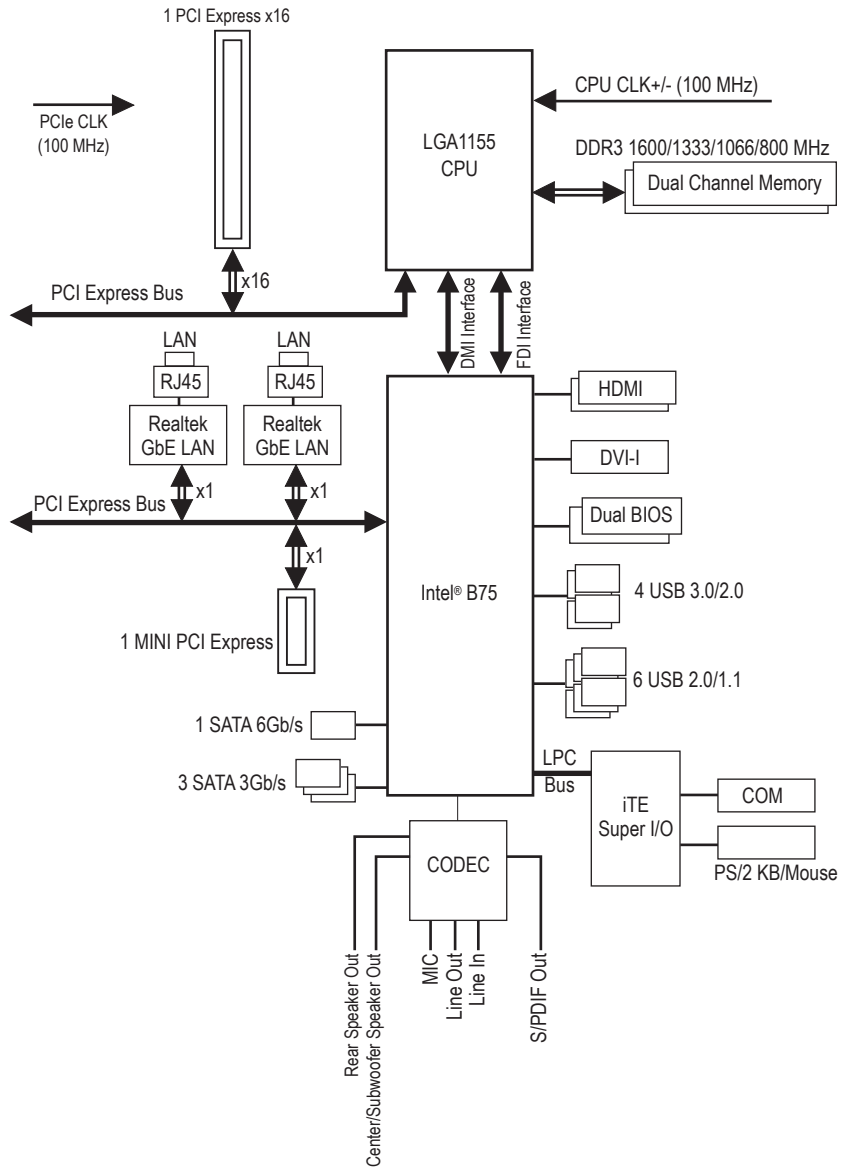 1 PCI Express x16
PCIe CLK
(100 MHz)
LGA1155
CPU
CPU CLK+/- (100 MHz)
DDR3 1600/1333/1066/800 MHz
Dual Channel Memory
x16
PCI Express Bus
DMI Interface
FDI Interface
LAN
RJ45
Realtek
GbE LAN
x1
LAN
RJ45
Realtek
GbE LAN
x1
PCI Express Bus
x1
1 MINI PCI Express
Intel® B75
HDMI
DVI-I
Dual BIOS
4 USB 3.0/2.0
6 USB 2.0/1.1
1 SATA 6Gb/s
3 SATA 3Gb/s
LPC
Bus
iTE
Super I/O
COM
PS/2 KB/Mouse
CODEC
Rear Speaker Out
Center/Subwoofer Speaker Out
MIC
Line Out
Line In
S/PDIF Out